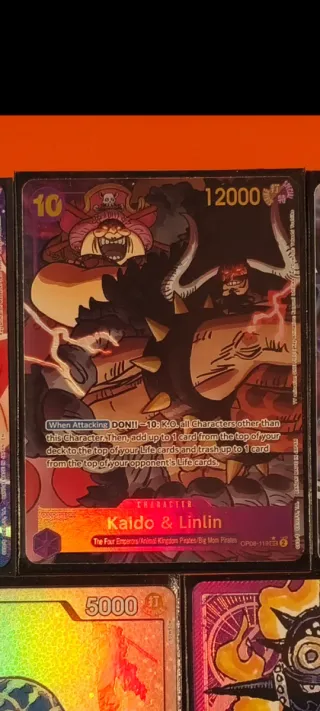 10
12000
When Attacking DON!! −10: K.O. all Characters other than
this Character. Then, add up to 1 card from the top of your
deck to the top of your Life cards and trash up to 1 card
from the top of your opponent's Life cards.
CHARACTER
Kaido & Linlin
The Four Emperors/Animal Kingdom Pirates/Big Mom Pirates
5000